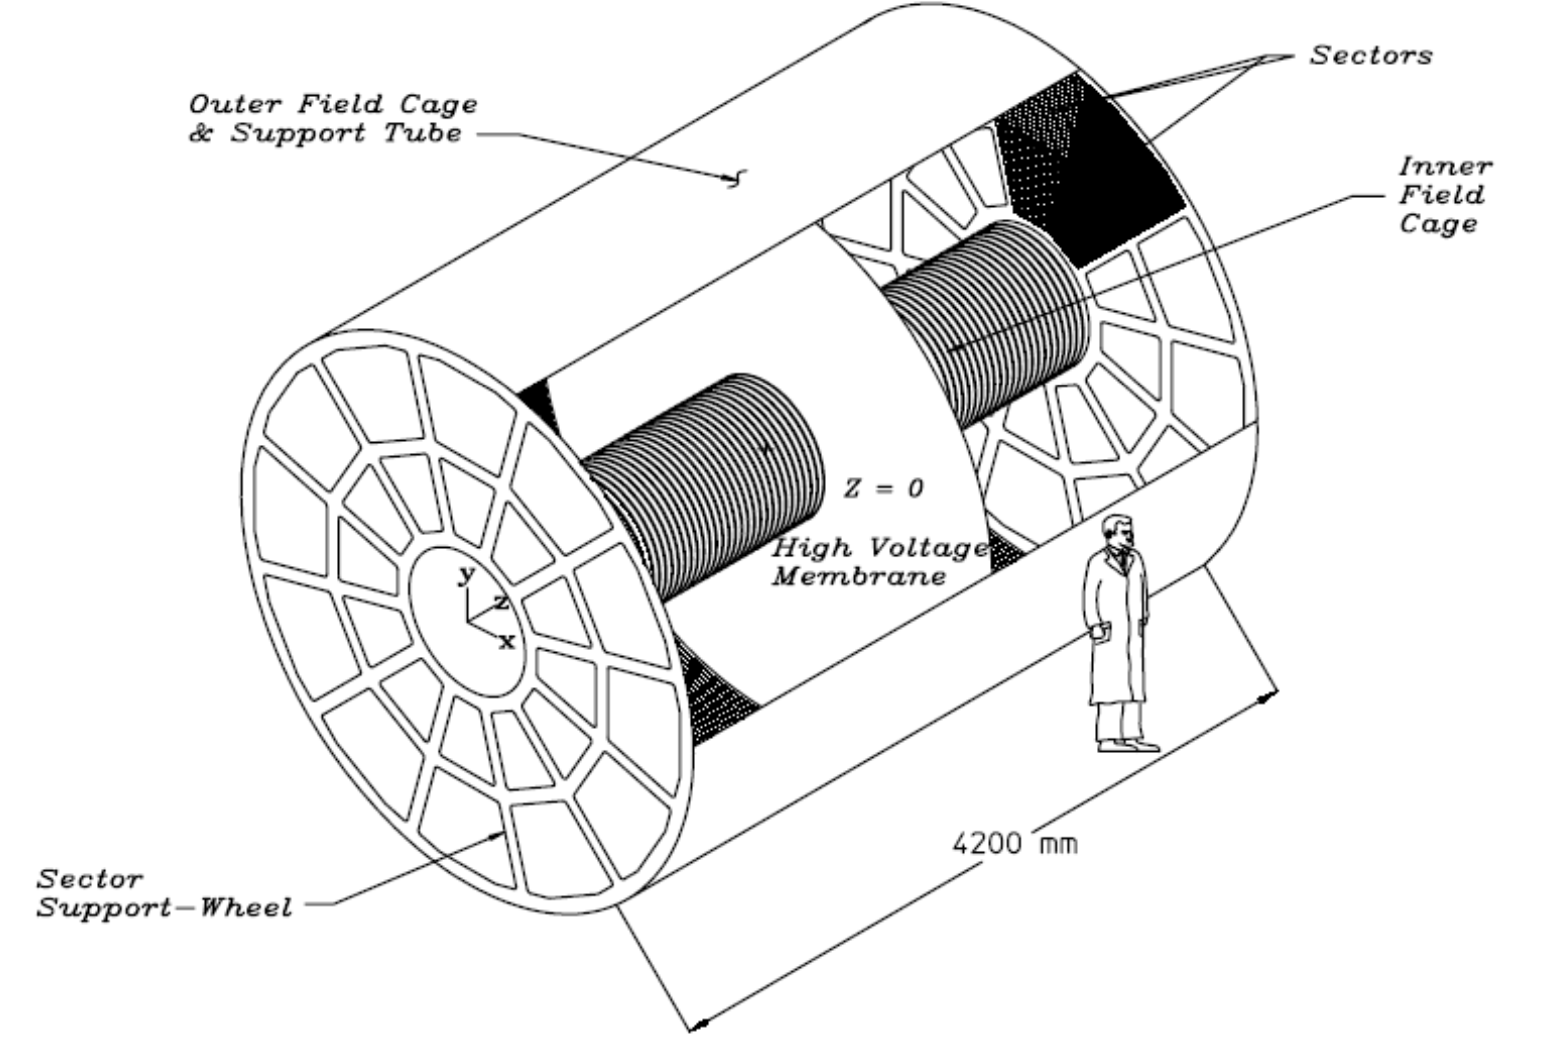 Sectors
Outer Field Cage
& Support Tube
Inner
Field
Cage
Z = 0
High Voltage
Membrane
y
z
x
4200 mm
Sector
Support-Wheel